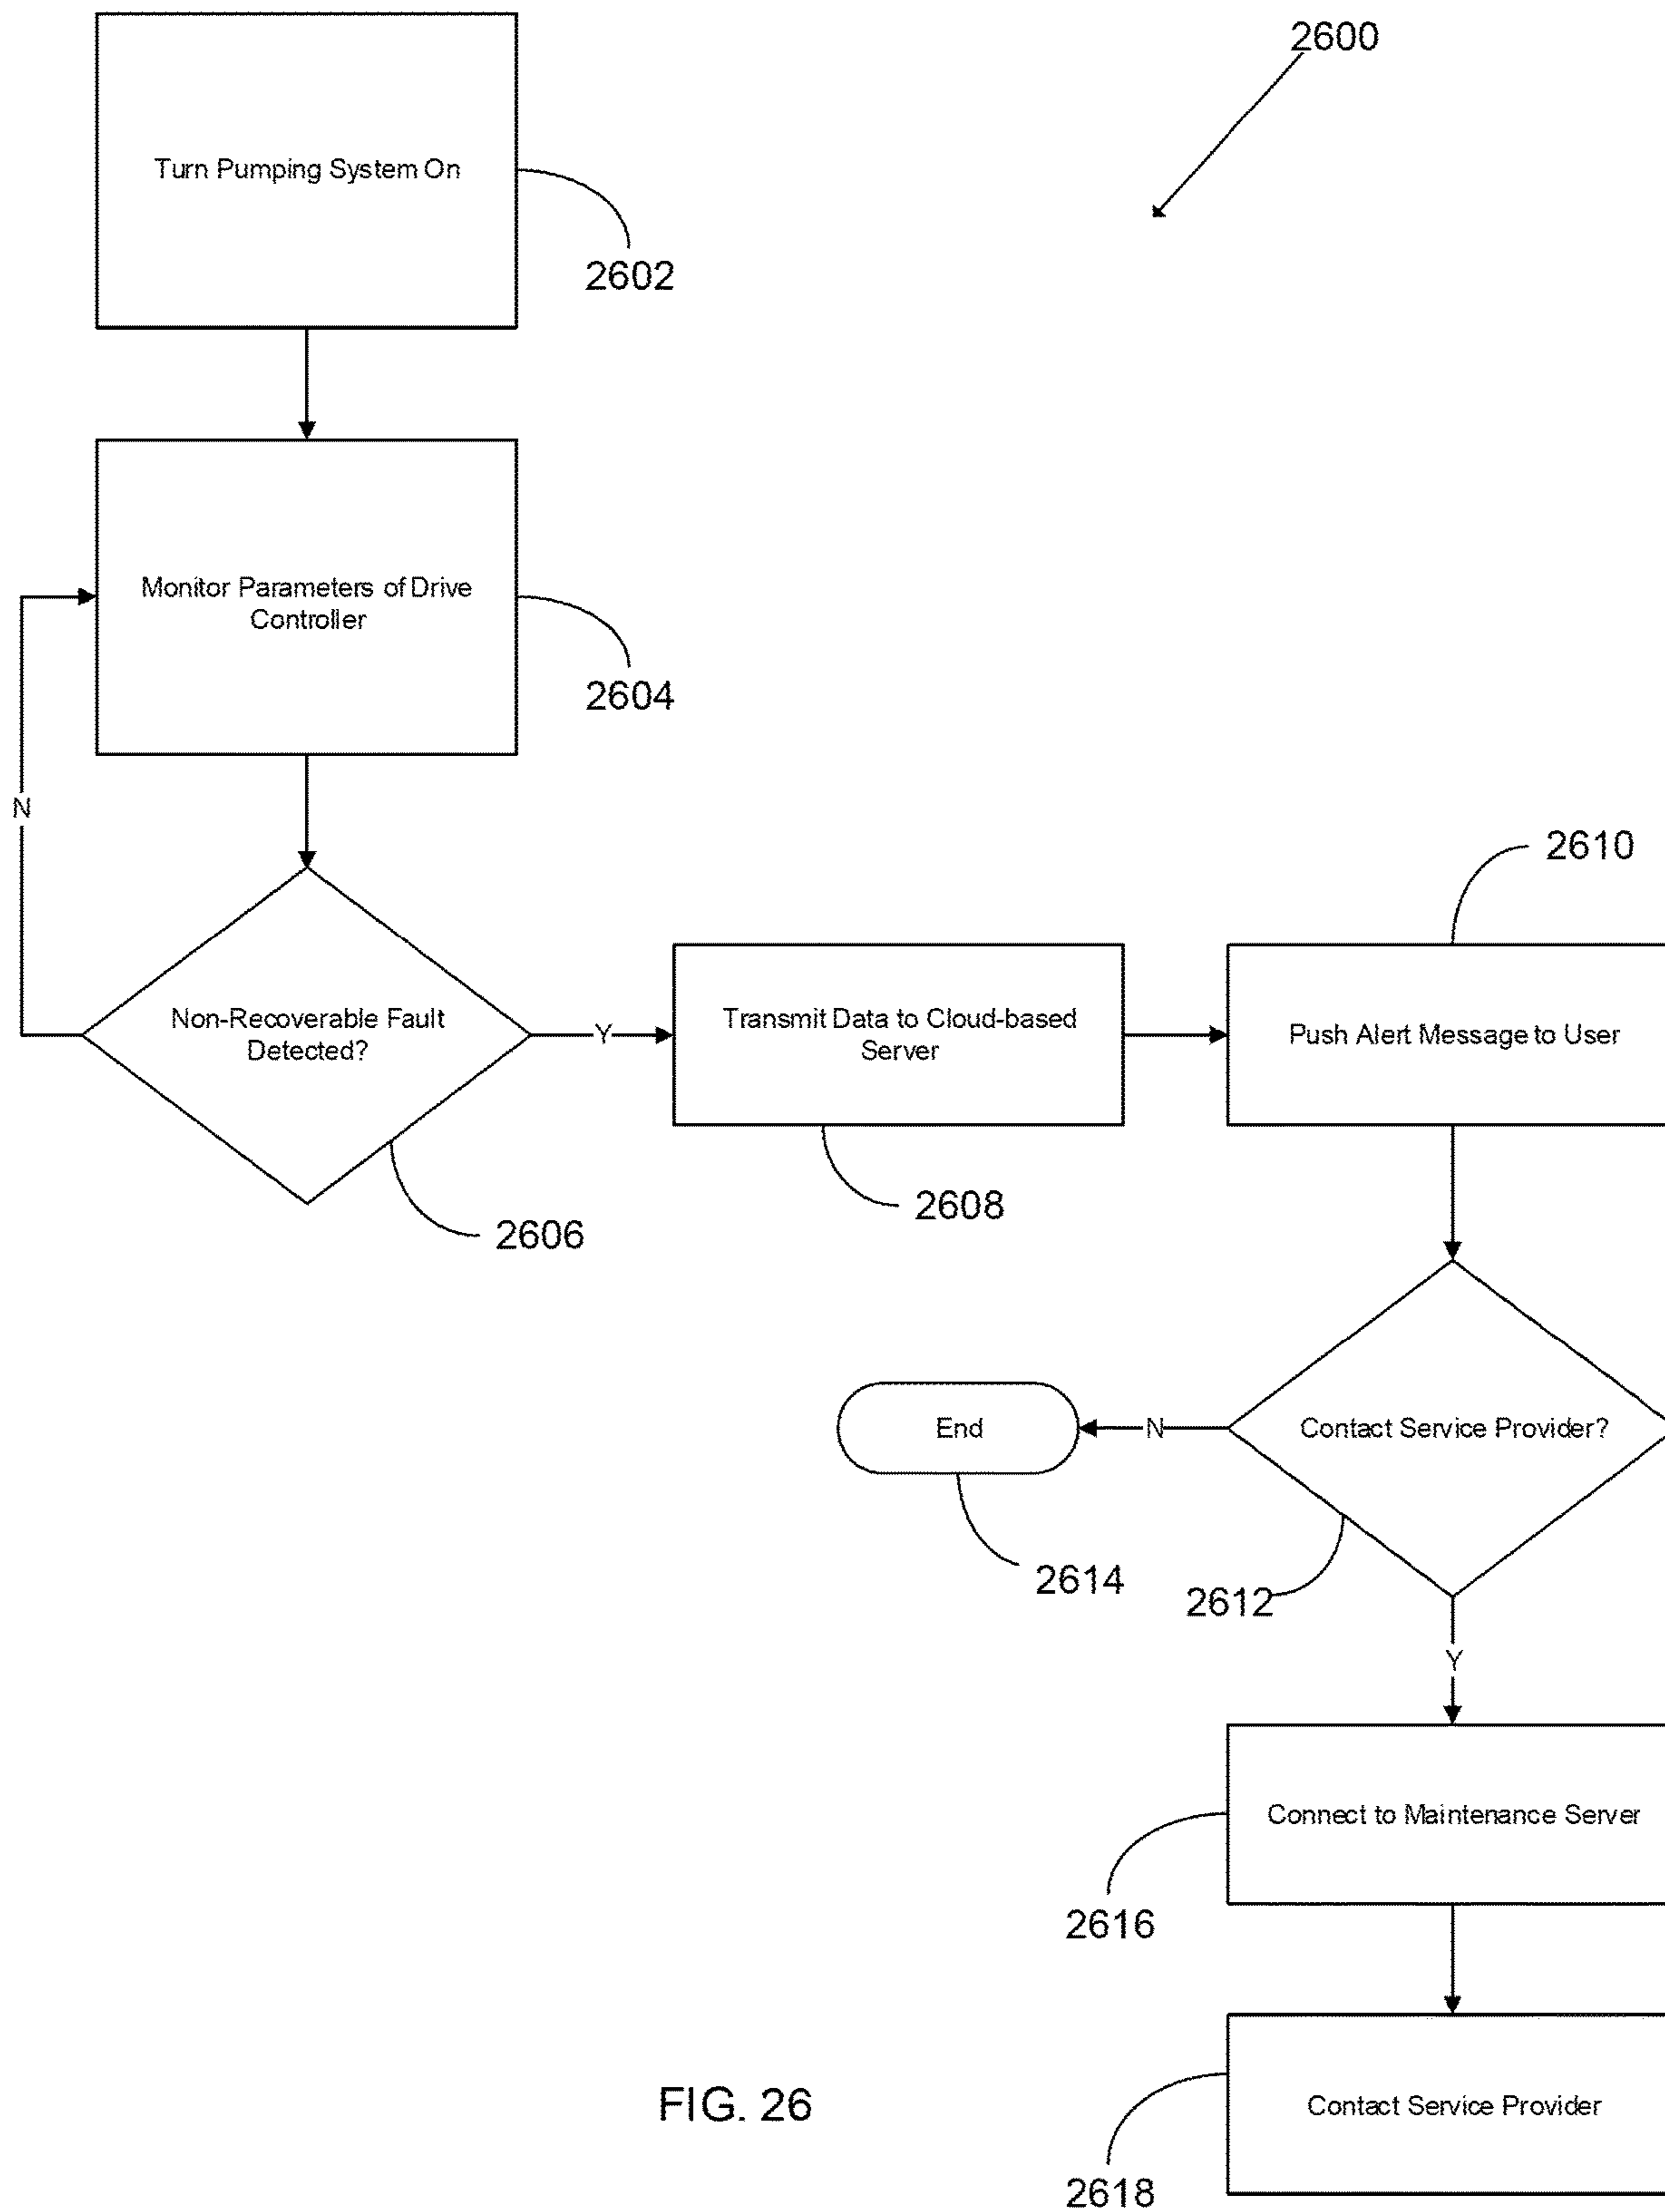 2600
Turn Pumping System On
2602
Monitor Parameters of Drive
Controller
2604
N
2610
Non-Recoverable Fault
Detected?
Y
Transmit Data to Cloud-based
Server
Push Alert Message to User
2606
2608
End
N
Contact Service Provider?
2614
2612
Y
Connect to Maintenance Server
2616
Contact Service Provider
2618
FIG. 26